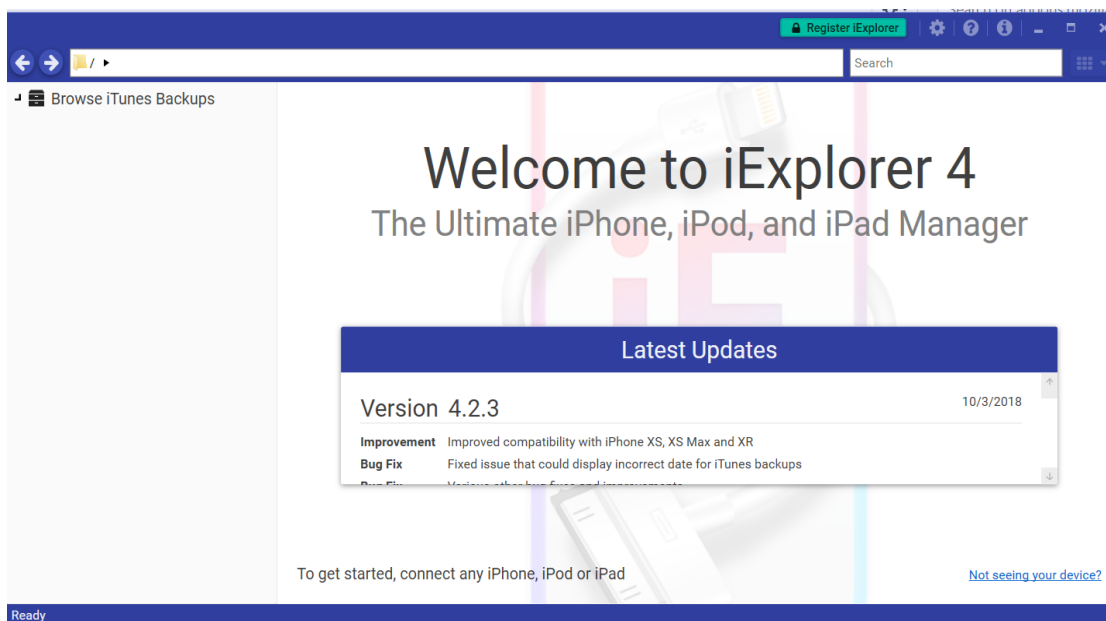 Register iExplorer
/
Search
Browse iTunes Backups
Welcome to iExplorer 4
The Ultimate iPhone, iPod, and iPad Manager
iE
Latest Updates
Version 4.2.3
10/3/2018
Improvement Improved compatibility with iPhone XS, XS Max and XR
Bug Fix Fixed issue that could display incorrect date for iTunes backups
To get started, connect any iPhone, iPod or iPad
Not seeing your device?
Ready